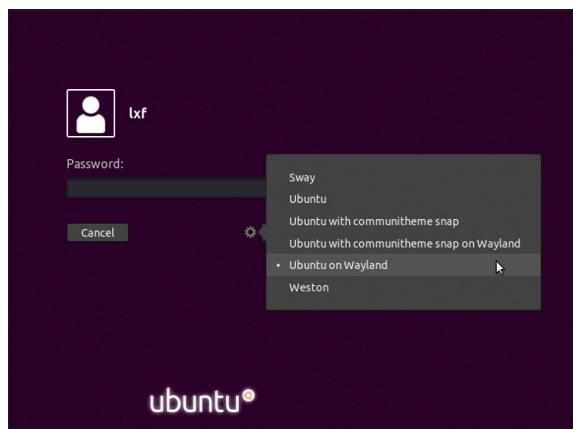 lxf
Password:
Sway
Ubuntu
Ubuntu with communitheme snap
Cancel
Ubuntu with communitheme snap on Wayland
• Ubuntu on Wayland
Weston
ubuntu